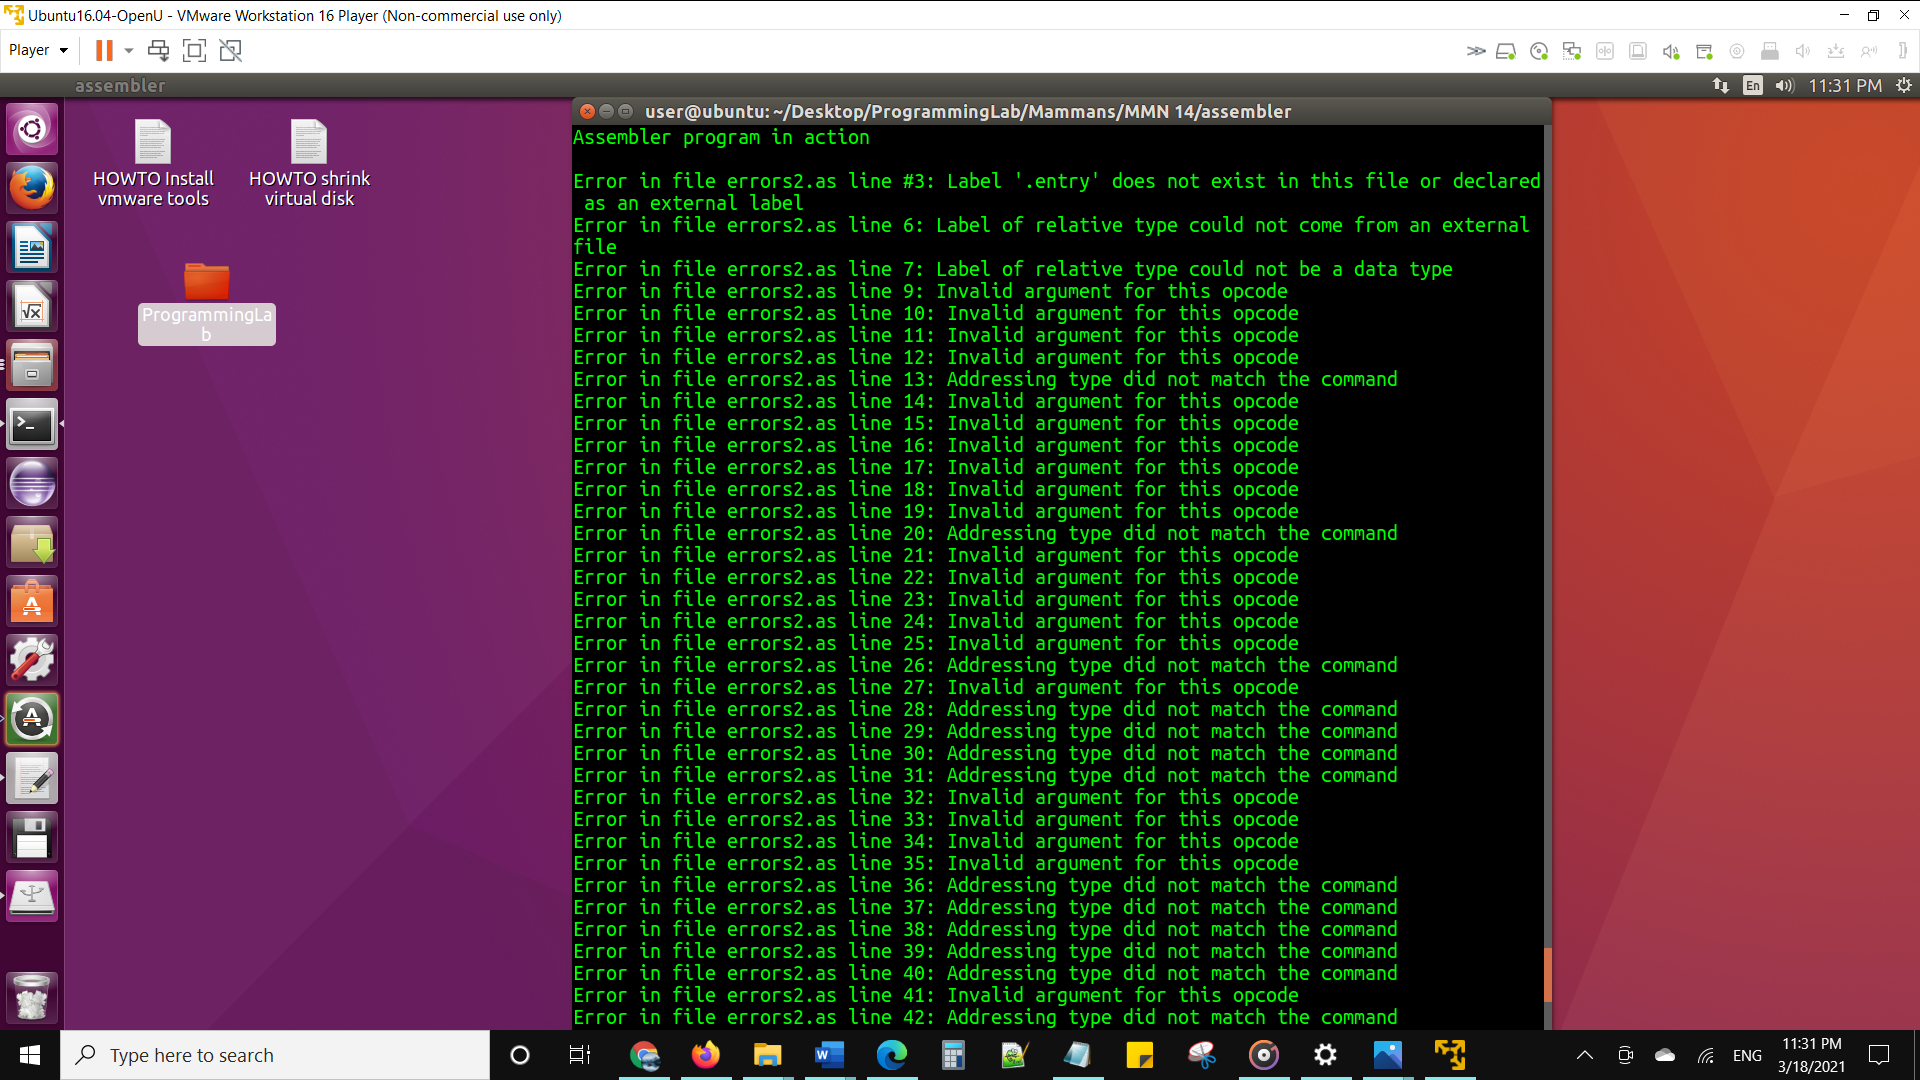 Ubuntu16.04-OpenU - VMware Workstation 16 Player (Non-commercial use only)
Player
assembler
En
11:31 PM
HOWTO Install
vmware tools
HOWTO shrink
virtual disk
ProgrammingLa
b
user@ubuntu: ~/Desktop/ProgrammingLab/Mammans/MMN 14/assembler
Assembler program in action
Error in file errors2.as line #3: Label '.entry' does not exist in this file or declared
as an external label
Error in file errors2.as line 6: Label of relative type could not come from an external
file
Error in file errors2.as line 7: Label of relative type could not be a data type
Error in file errors2.as line 9: Invalid argument for this opcode
Error in file errors2.as line 10: Invalid argument for this opcode
Error in file errors2.as line 11: Invalid argument for this opcode
Error in file errors2.as line 12: Invalid argument for this opcode
Error in file errors2.as line 13: Addressing type did not match the command
Error in file errors2.as line 14: Invalid argument for this opcode
Error in file errors2.as line 15: Invalid argument for this opcode
Error in file errors2.as line 16: Invalid argument for this opcode
Error in file errors2.as line 17: Invalid argument for this opcode
Error in file errors2.as line 18: Invalid argument for this opcode
Error in file errors2.as line 19: Invalid argument for this opcode
Error in file errors2.as line 20: Addressing type did not match the command
Error in file errors2.as line 21: Invalid argument for this opcode
Error in file errors2.as line 22: Invalid argument for this opcode
Error in file errors2.as line 23: Invalid argument for this opcode
Error in file errors2.as line 24: Invalid argument for this opcode
Error in file errors2.as line 25: Invalid argument for this opcode
Error in file errors2.as line 26: Addressing type did not match the command
Error in file errors2.as line 27: Invalid argument for this opcode
Error in file errors2.as line 28: Addressing type did not match the command
Error in file errors2.as line 29: Addressing type did not match the command
Error in file errors2.as line 30: Addressing type did not match the command
Error in file errors2.as line 31: Addressing type did not match the command
Error in file errors2.as line 32: Invalid argument for this opcode
Error in file errors2.as line 33: Invalid argument for this opcode
Error in file errors2.as line 34: Invalid argument for this opcode
Error in file errors2.as line 35: Invalid argument for this opcode
Error in file errors2.as line 36: Addressing type did not match the command
Error in file errors2.as line 37: Addressing type did not match the command
Error in file errors2.as line 38: Addressing type did not match the command
Error in file errors2.as line 39: Addressing type did not match the command
Error in file errors2.as line 40: Addressing type did not match the command
Error in file errors2.as line 41: Invalid argument for this opcode
Error in file errors2.as line 42: Addressing type did not match the command
Type here to search
ENG
11:31 PM
3/18/2021